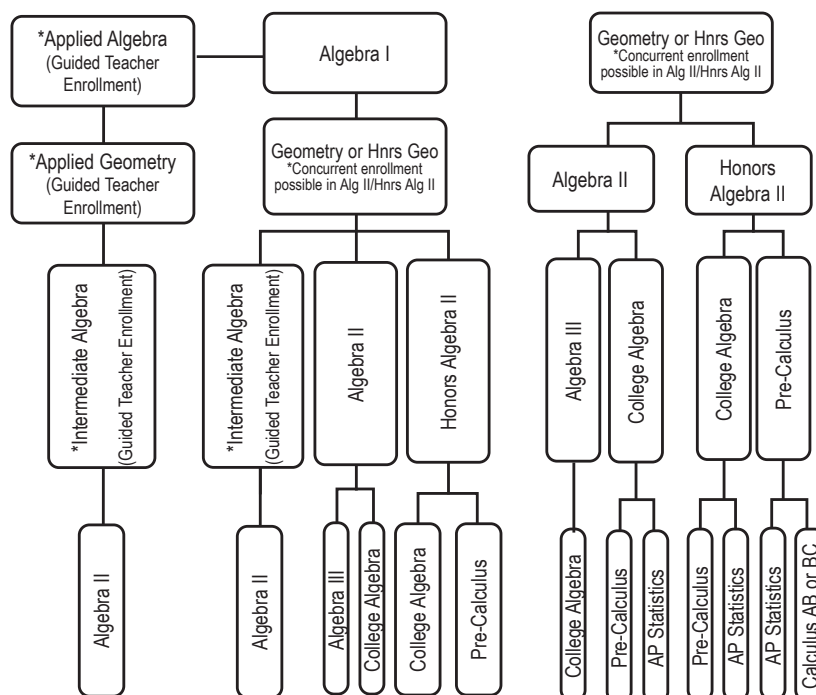 *Applied Algebra
(Guided Teacher
Enrollment)
Algebra I
Geometry or Hnrs Geo
*Concurrent enrollment
possible in Alg II/Hnrs Alg II
*Applied Geometry
(Guided Teacher
Enrollment)
Geometry or Hnrs Geo
*Concurrent enrollment
possible in Alg II/Hnrs Alg II
Algebra II
Honors
Algebra II
*Intermediate Algebra
(Guided Teacher Enrollment)
*Intermediate Algebra
(Guided Teacher Enrollment)
Algebra II
Honors Algebra II
Algebra III
College Algebra
College Algebra
Pre-Calculus
Algebra II
Algebra II
Algebra III
College Algebra
College Algebra
Pre-Calculus
College Algebra
Pre-Calculus
AP Statistics
Pre-Calculus
AP Statistics
AP Statistics
Calculus AB or BC